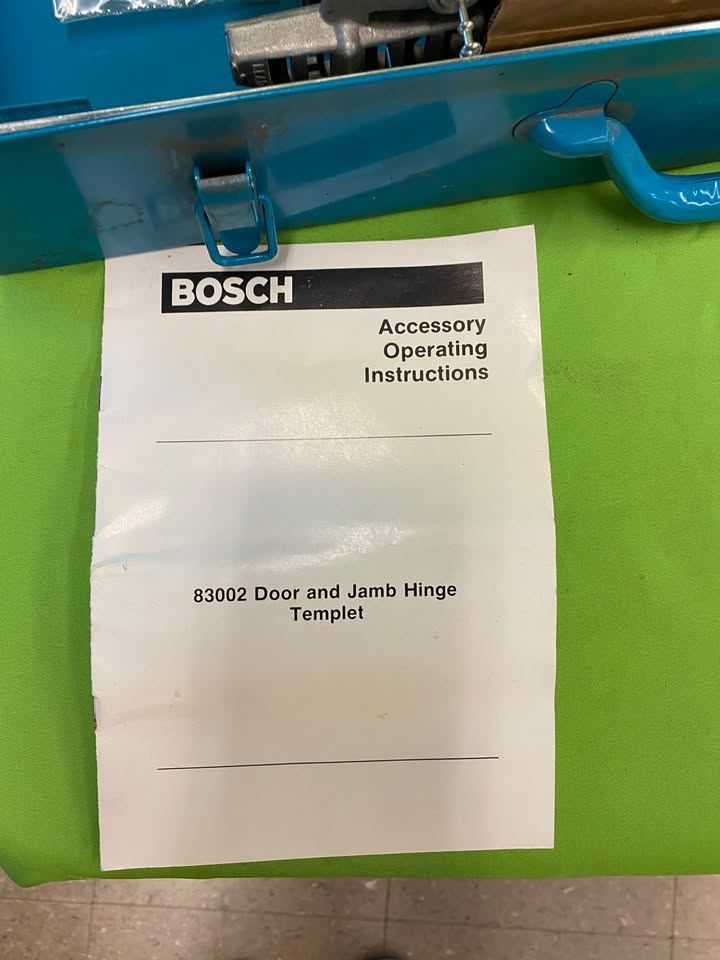 BOSCH
Accessory
Operating
Instructions
83002 Door and Jamb Hinge
Templet